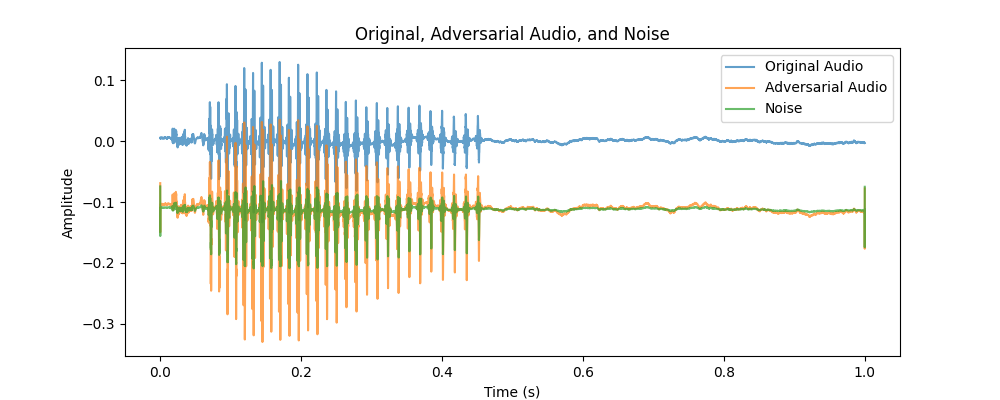 Original, Adversarial Audio, and Noise
Original Audio
Adversarial Audio
Noise
Amplitude
0.1
0.0
−0.1
−0.2
−0.3
0.0
0.2
0.4
0.6
0.8
1.0
Time (s)